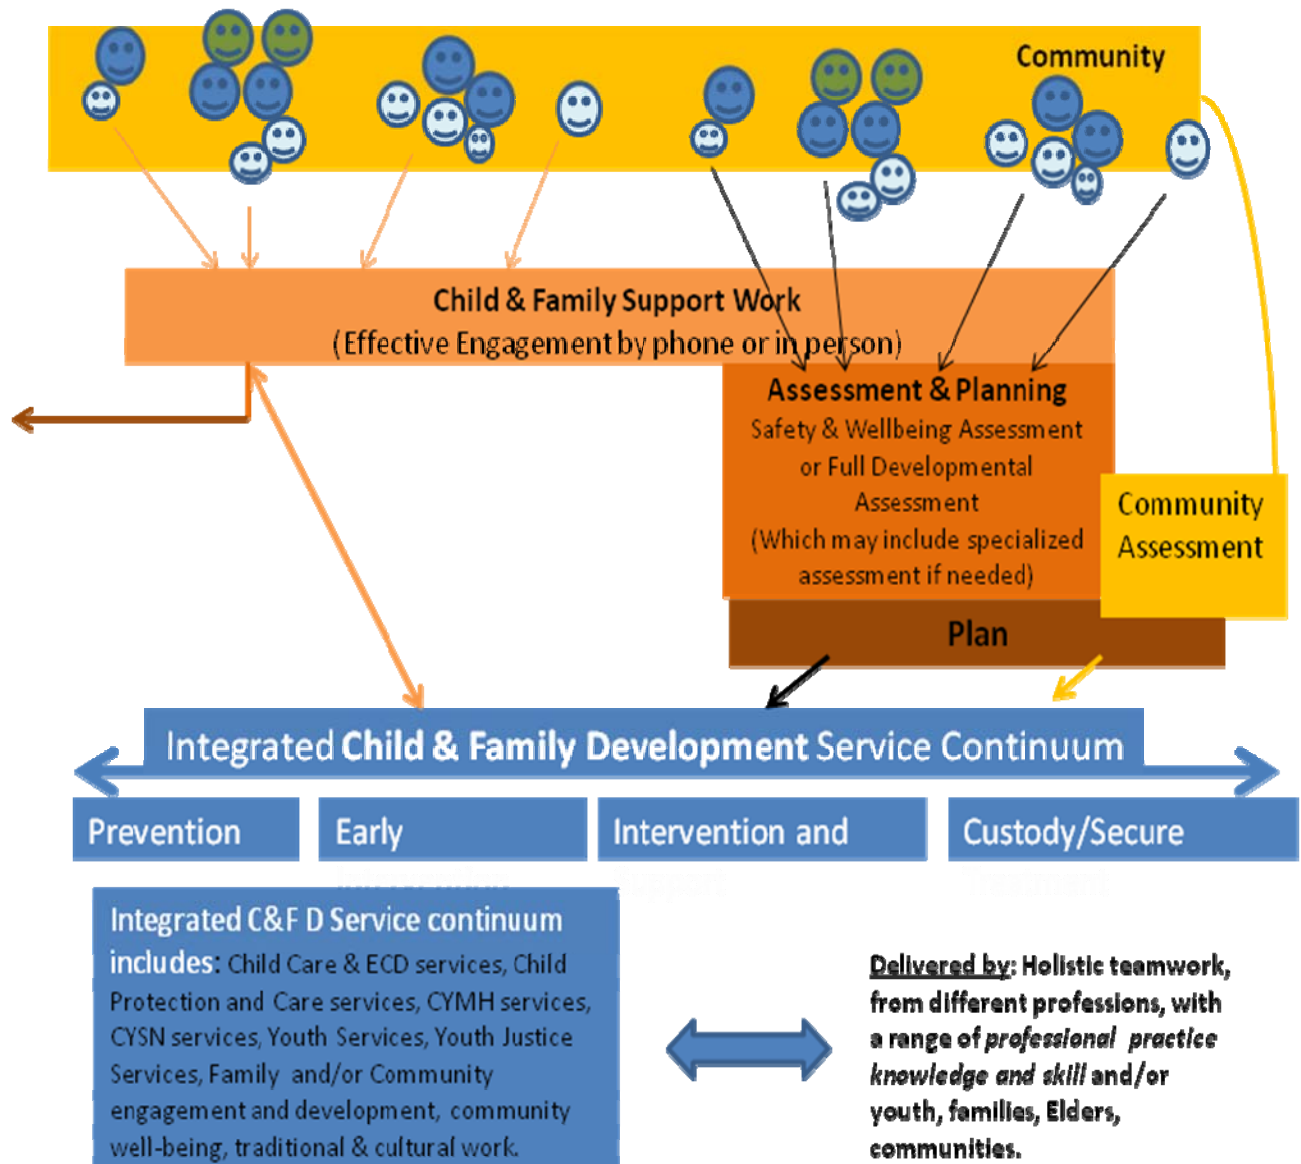 Community
Child & Family Support Work
(Effective Engagement by phone or in person)
Assessment & Planning
Safety & Wellbeing Assessment
or Full Developmental
Assessment
(Which may include specialized
assessment if needed)
Community
Assessment
Plan
Integrated Child & Family Development Service Continuum
Prevention
Early
Intervention and
Custody/Secure
Integrated C&F D Service continuum
includes: Child Care & ECD services, Child
Protection and Care services, CYMH services,
CYSN services, Youth Services, Youth Justice
Services, Family and/or Community
engagement and development, community
well-being, traditional & cultural work.
Delivered by: Holistic teamwork,
from different professions, with
a range of professional practice
knowledge and skill and/or
youth, families, Elders,
communities.